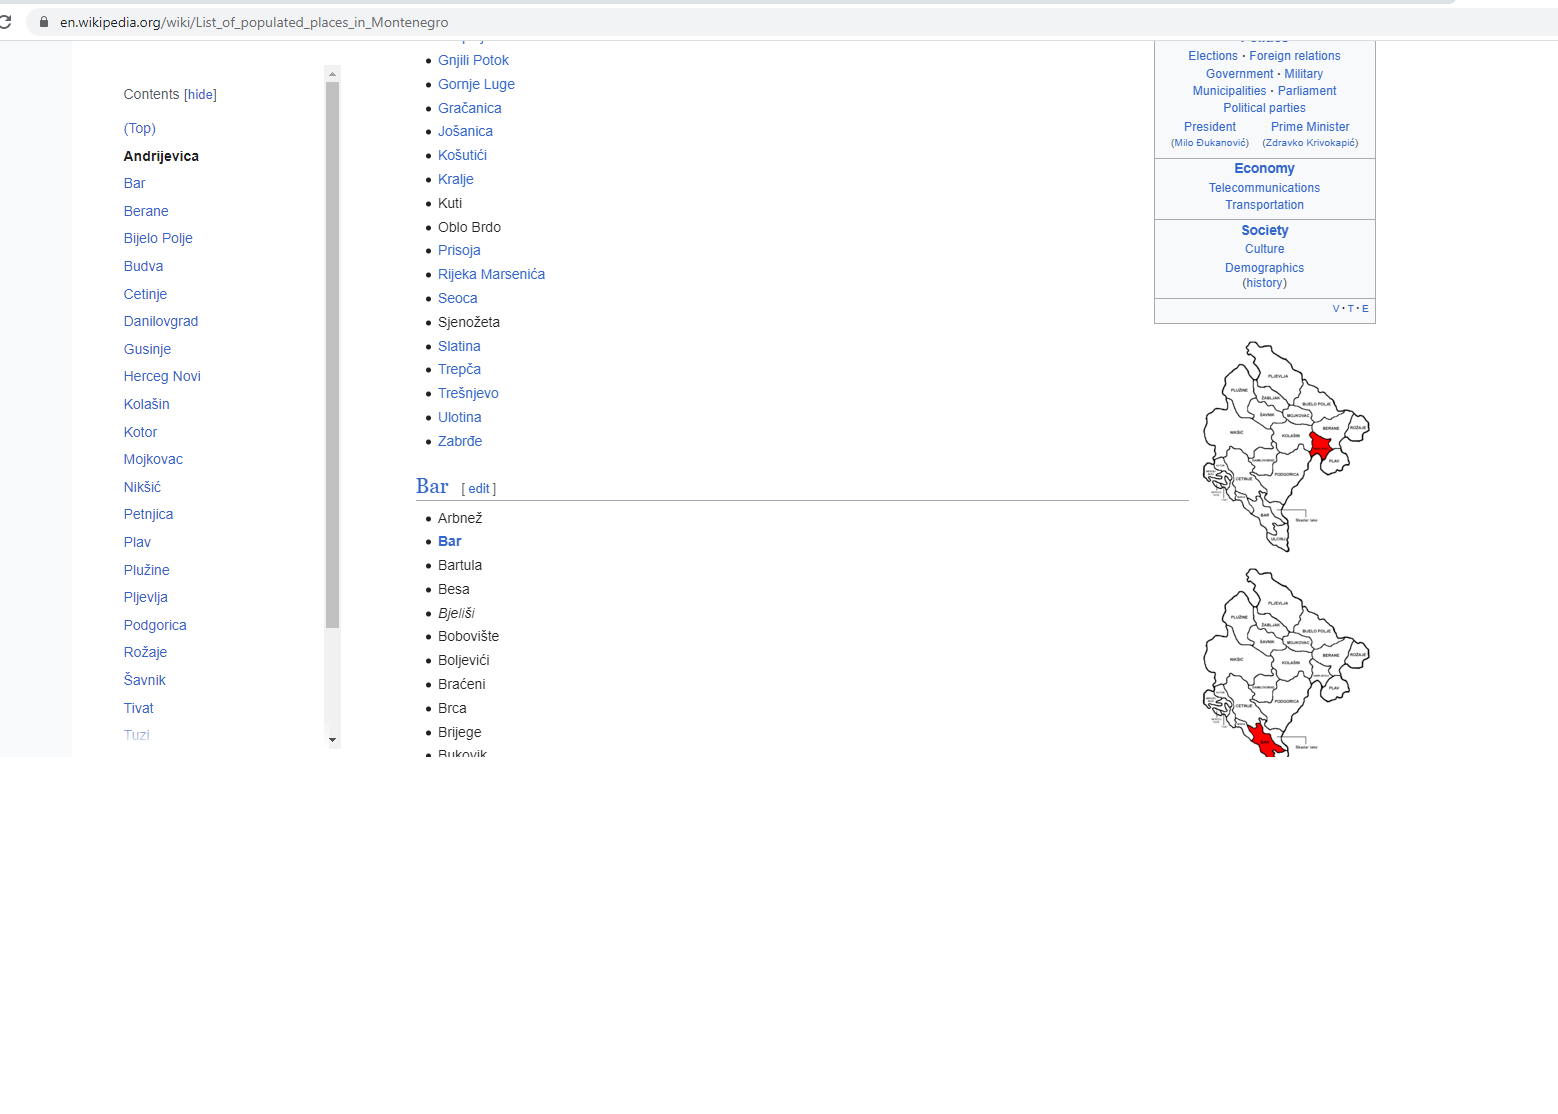 en.wikipedia.org/wiki/List_of_populated_places_in_Montenegro
Contents [hide]
(Top)
Andrijevica
Bar
Berane
Bijelo Polje
Budva
Cetinje
Danilovgrad
Gusinje
Herceg Novi
Kolašin
Kotor
Mojkovac
Nikšić
Petnjica
Plav
Plužine
Pljevlja
Podgorica
Rožaje
Šavnik
Tivat
Tuzi
Gnjili Potok
Gornje Luge
Gračanica
Jošanica
Košutići
Kralje
Kuti
Oblo Brdo
Prisoja
Rijeka Marsenića
Seoca
Sjenožeta
Slatina
Trepča
Trešnjevo
Ulotina
Zabrđe
Bar [ edit ]
Arbnež
Bar
Bartula
Besa
Bjeliši
Bobovište
Boljevići
Braćeni
Brca
Brijege
Bukovik
Elections · Foreign relations
Government · Military
Municipalities · Parliament
Political parties
President Prime Minister
(Milo Đukanović) (Zdravko Krivokapić)
Economy
Telecommunications
Transportation
Society
Culture
Demographics
(history)
V · T · E
PLJEVLJA
PLUŽINE
ŽABLJAK
BIJELO POLJE
ŠAVNIK
MOJKOVAC
BERANE
ROŽAJE
NIKŠIĆ
KOLAŠIN
PLAV
DANILOVGRAD
PODGORICA
CETINJE
BAR
Skadar lake
ULCINJ
PLJEVLJA
PLUŽINE
ŽABLJAK
BIJELO POLJE
ŠAVNIK
MOJKOVAC
BERANE
ROŽAJE
NIKŠIĆ
KOLAŠIN
PLAV
DANILOVGRAD
PODGORICA
CETINJE
BAR
Skadar lake